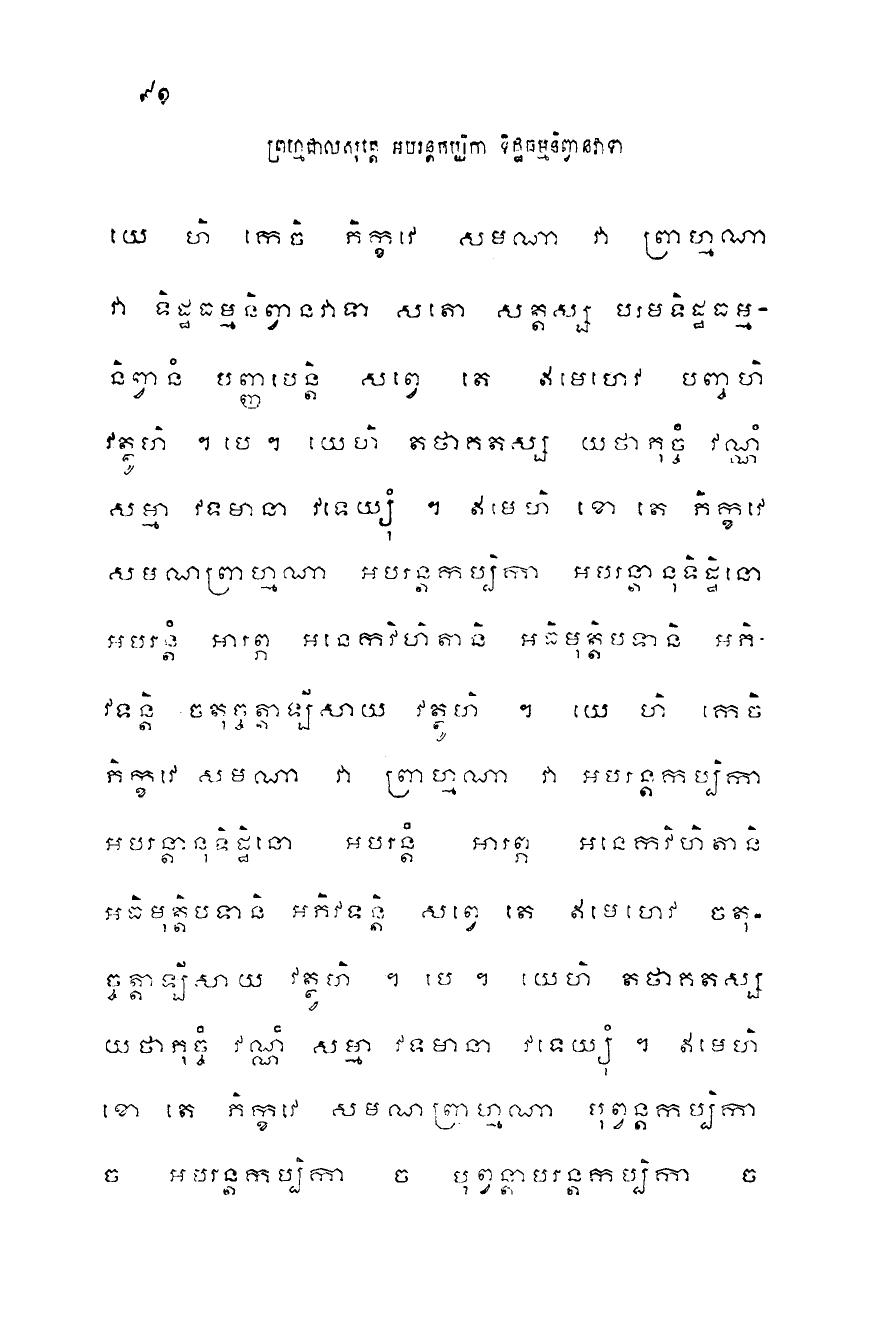 ៩១
ព្រហ្មជាលសុត្តេ អបរន្តកប្បិកា ទិដ្ឋធម្មនិព្វានវាទា
យេ ហិ កេចិ ភិក្ខវេ សមណា វា ព្រាហ្មណា
វា ទិដ្ឋធម្មនិព្វានវាទា សតោ សត្តស្ស បរមទិដ្ឋធម្ម-
និព្វានំ បញ្ញាបេន្តិ សព្វេ តេ ឥមេហេវ បញ្ចហិ
វត្ថូហិ ។ បេ ។ យេហិ តថាគតស្ស យថាភុច្ចំ វណ្ណំ
សម្មា វទមានា វទេយ្យុំ ។ ឥមេហិ ខោ តេ ភិក្ខវេ
សមណព្រាហ្មណា អបរន្តកប្បិកា អបរន្តានុទិដ្ឋិនោ
អបរន្តំ អារព្ភ អនេកវិហិតានិ អធិមុត្តិបទានិ អភិ-
វទន្តិ ចតុច្ចត្តាឡីសាយ វត្ថូហិ ។ យេ ហិ កេចិ
ភិក្ខវេ សមណា វា ព្រាហ្មណា វា អបរន្តកប្បិកា
អបរន្តានុទិដ្ឋិនោ អបរន្តំ អារព្ភ អនេកវិហិតានិ
អធិមុត្តិបទានិ អភិវទន្តិ សព្វេ តេ ឥមេហេវ ចតុ-
ច្ចត្តាឡីសាយ វត្ថូហិ ។ បេ ។ យេហិ តថាគតស្ស
យថាភុច្ចំ វណ្ណំ សម្មា វទមានា វទេយ្យុំ ។ ឥមេហិ
ខោ តេ ភិក្ខវេ សមណព្រាហ្មណា បុព្វន្តកប្បិកា
ច អបរន្តកប្បិកា ច បុព្វន្តាបរន្តកប្បិកា ច